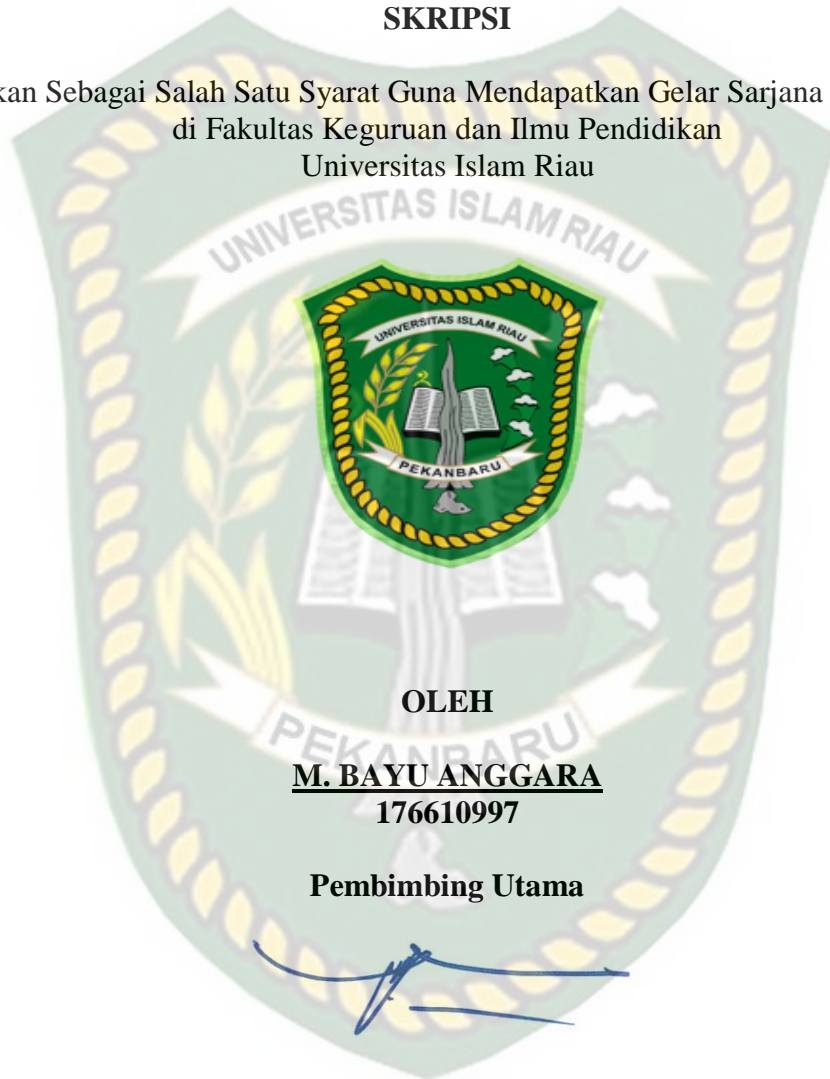 SKRIPSI
kan Sebagai Salah Satu Syarat Guna Mendapatkan Gelar Sarjana
di Fakultas Keguruan dan Ilmu Pendidikan
Universitas Islam Riau
UNIVERSITAS ISLAM RIAU
UNIVERSITAS ISLAM RIAU
PEKANBARU
OLEH
PEKANBARU
M. BAYU ANGGARA
176610997
Pembimbing Utama